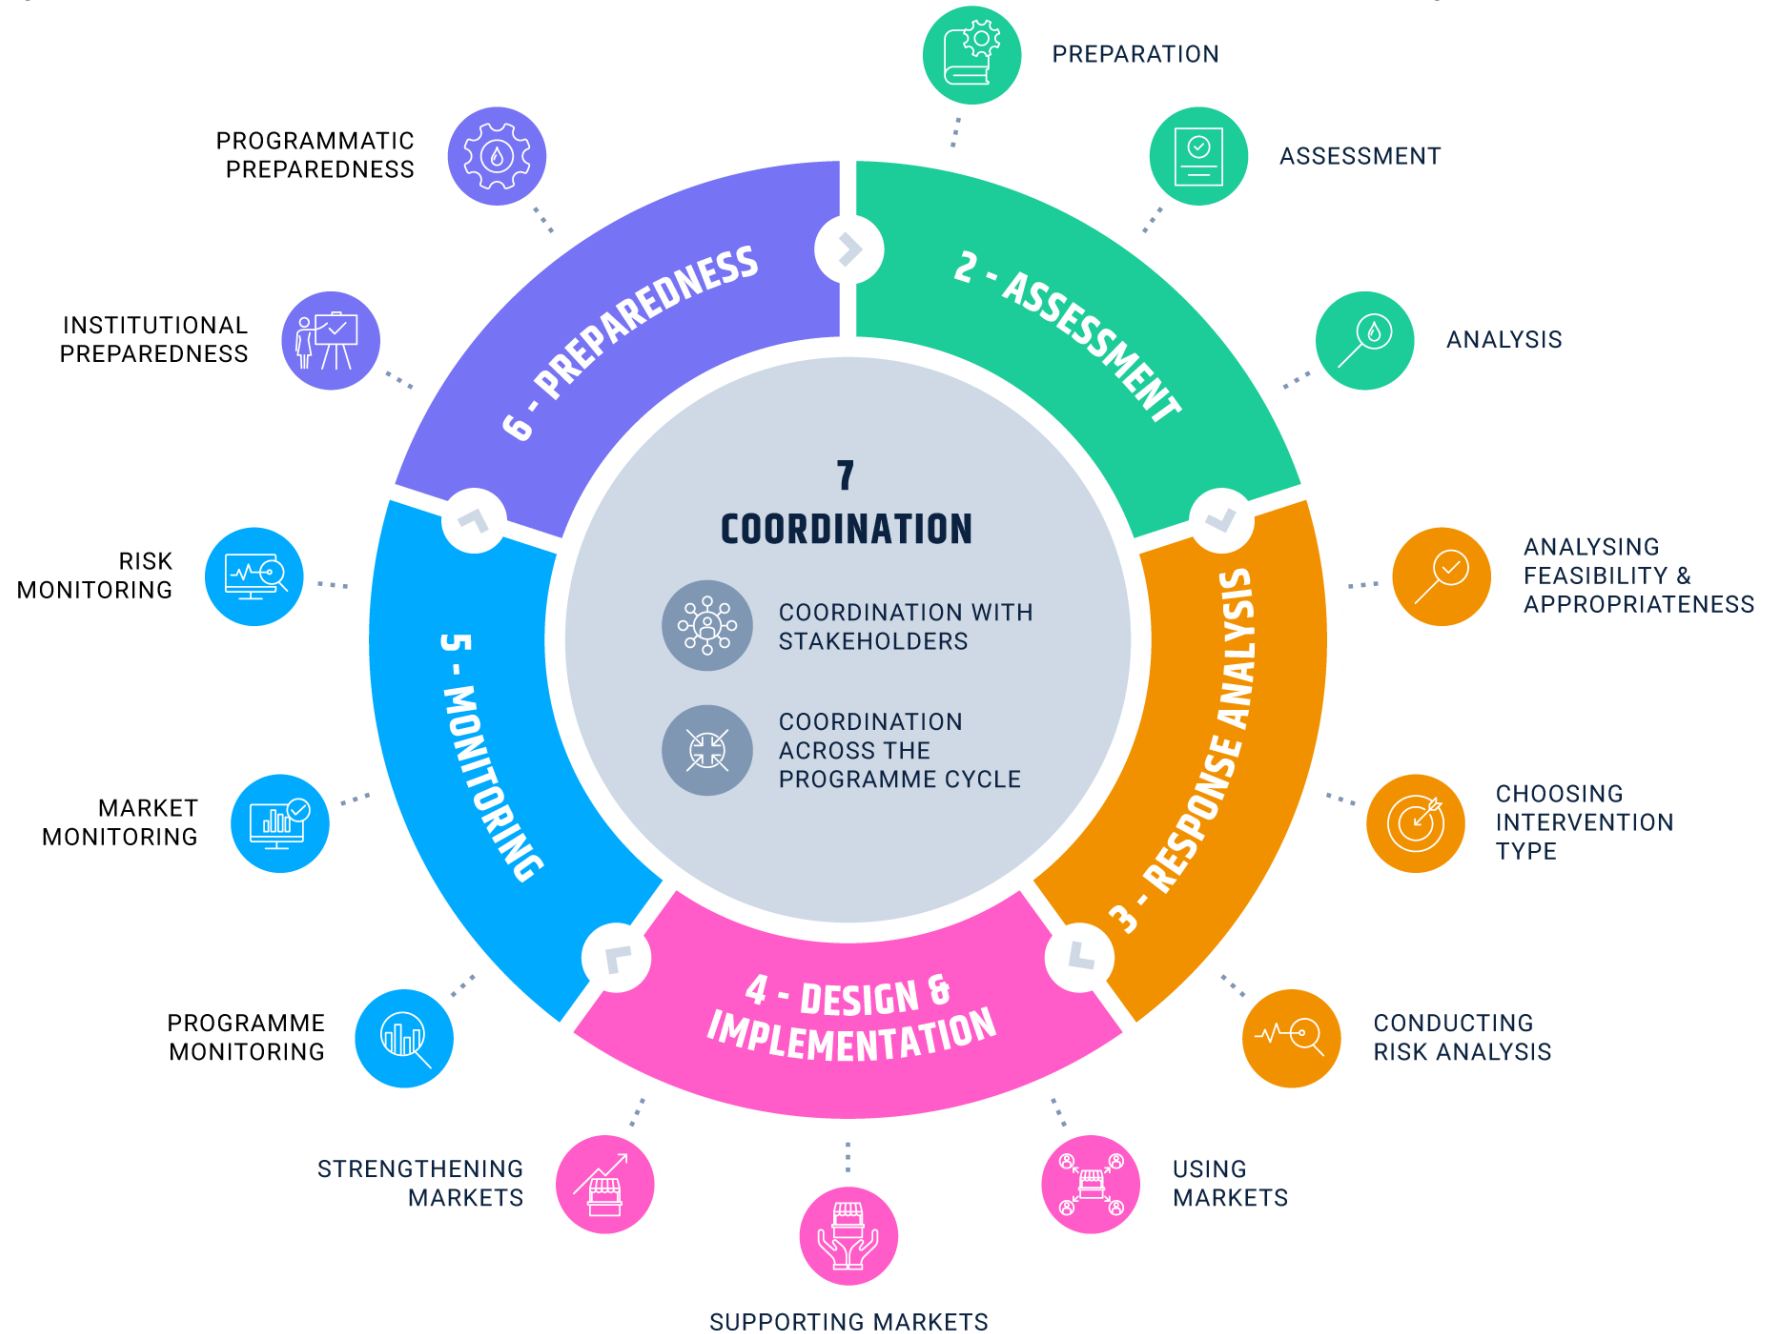 PREPARATION
ASSESSMENT
ANALYSIS
2 - ASSESSMENT
ANALYSING
FEASIBILITY &
APPROPRIATENESS
CHOOSING
INTERVENTION
TYPE
CONDUCTING
RISK ANALYSIS
3 - RESPONSE ANALYSIS
USING
MARKETS
SUPPORTING MARKETS
STRENGTHENING
MARKETS
4 - DESIGN &
IMPLEMENTATION
PROGRAMME
MONITORING
MARKET
MONITORING
RISK
MONITORING
5 - MONITORING
INSTITUTIONAL
PREPAREDNESS
PROGRAMMATIC
PREPAREDNESS
6 - PREPAREDNESS
7
COORDINATION
COORDINATION WITH
STAKEHOLDERS
COORDINATION
ACROSS THE
PROGRAMME CYCLE